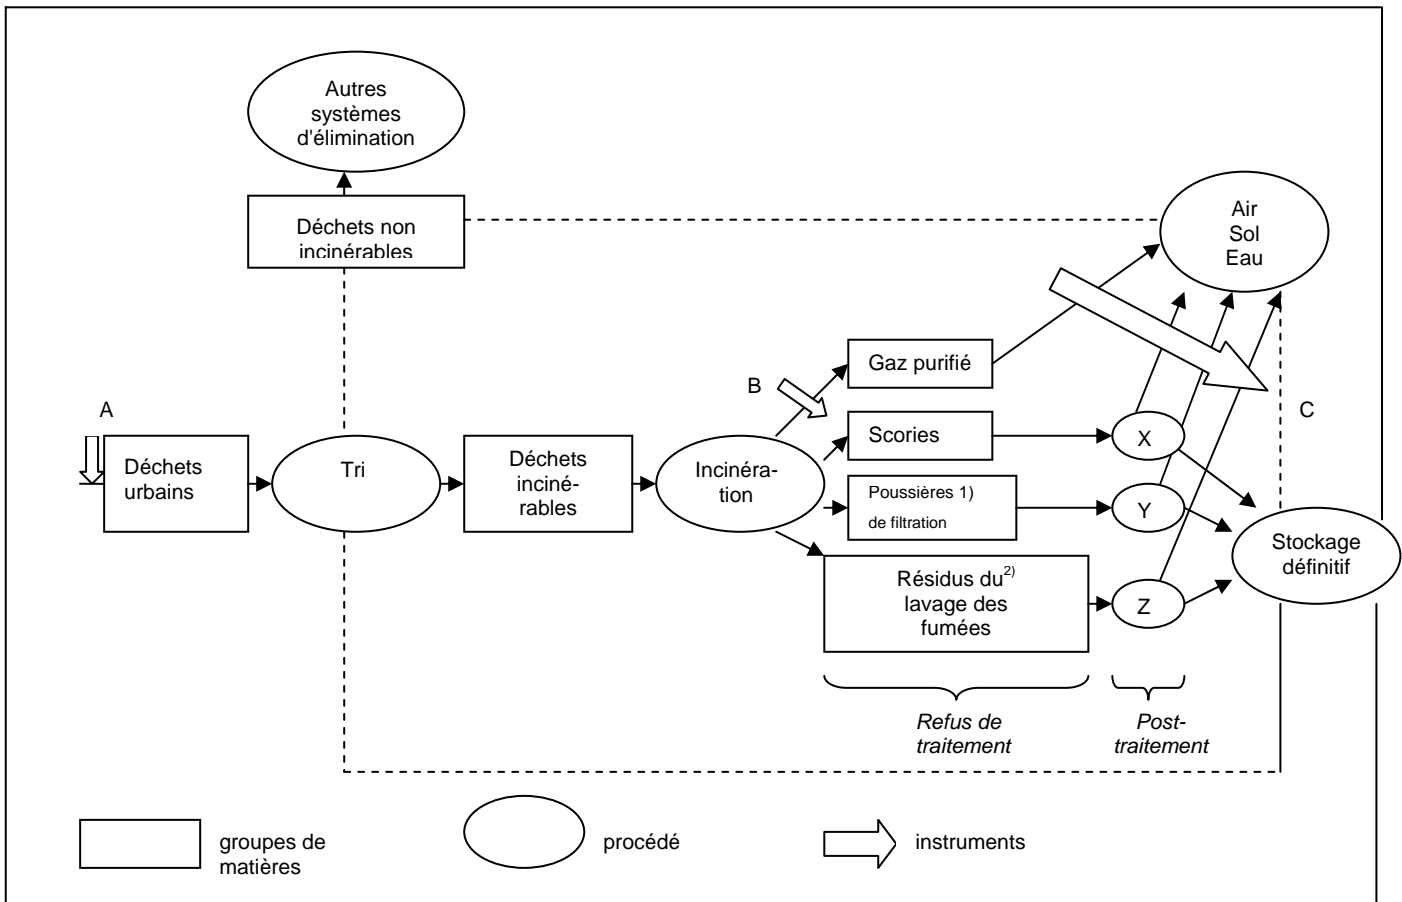 Autres
systèmes
d'élimination
Déchets non
incinérables
Air
Sol
Eau
A
Déchets
urbains
Tri
Déchets
inciné-
rables
Incinéra-
tion
B
Gaz purifié
Scories
Poussières 1)
de filtration
Résidus du2)
lavage des
fumées
X
Y
Z
C
Stockage
définitif
Refus de
traitement
Post-
traitement
groupes de
matières
procédé
instruments